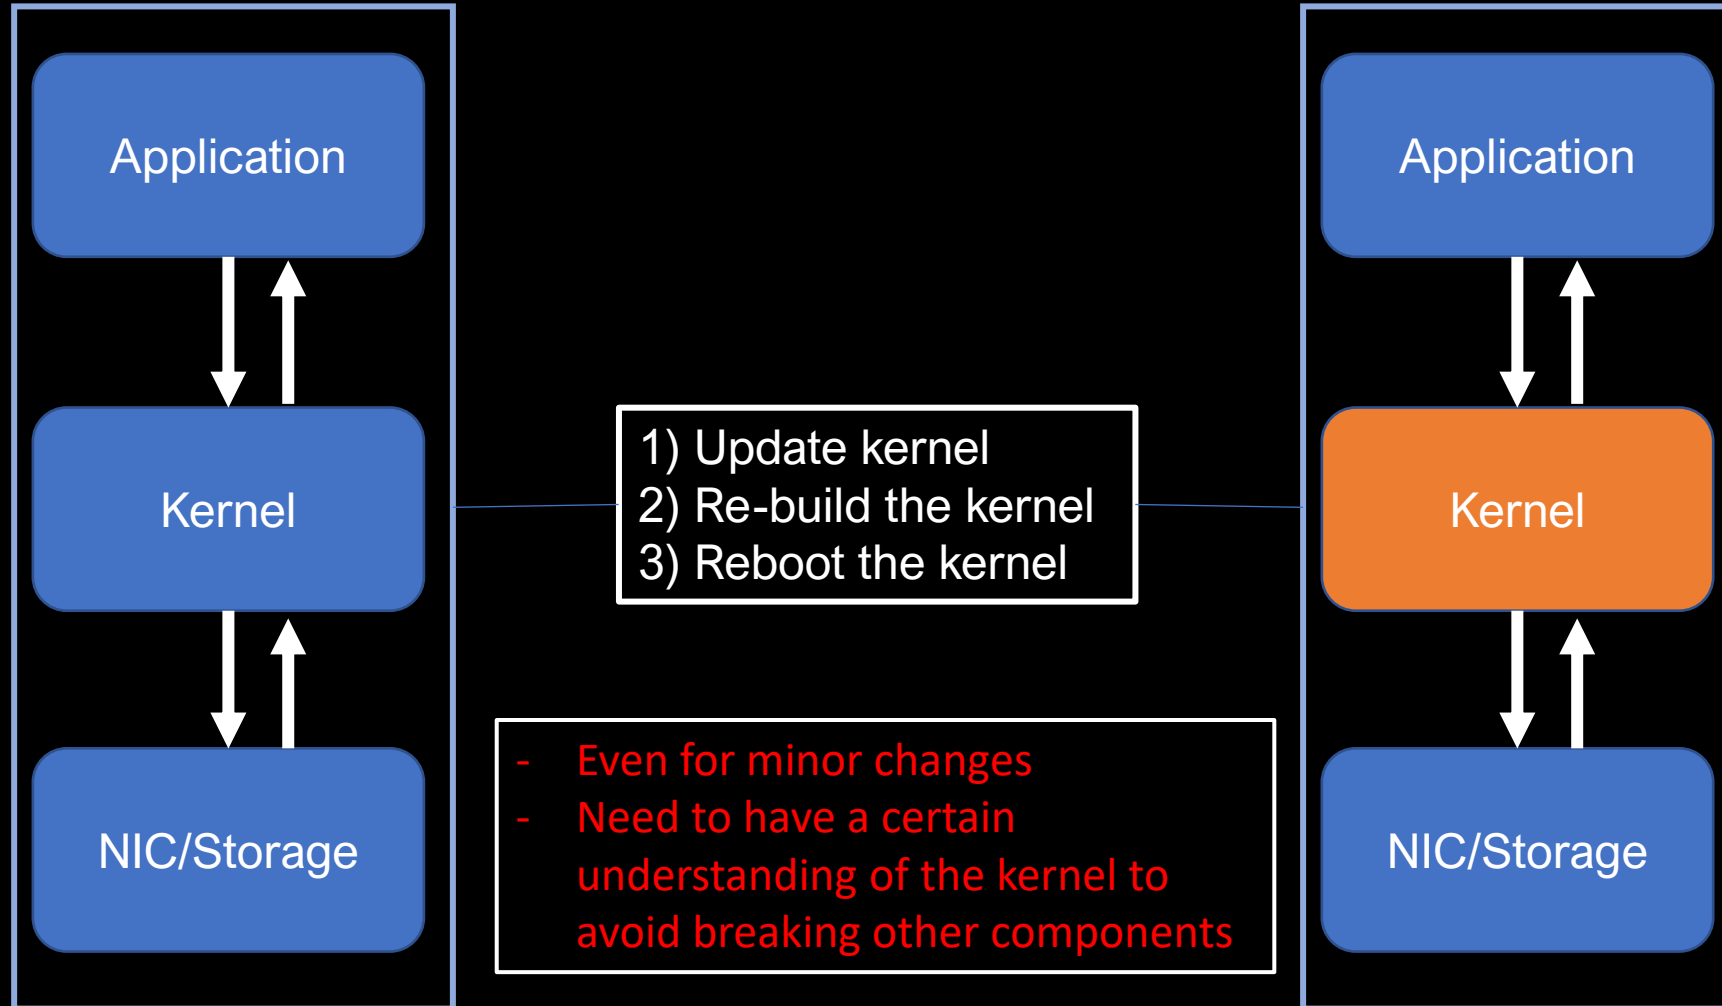 Application
Kernel
NIC/Storage
1) Update kernel
2) Re-build the kernel
3) Reboot the kernel
- Even for minor changes
- Need to have a certain
understanding of the kernel to
avoid breaking other components
Application
Kernel
NIC/Storage